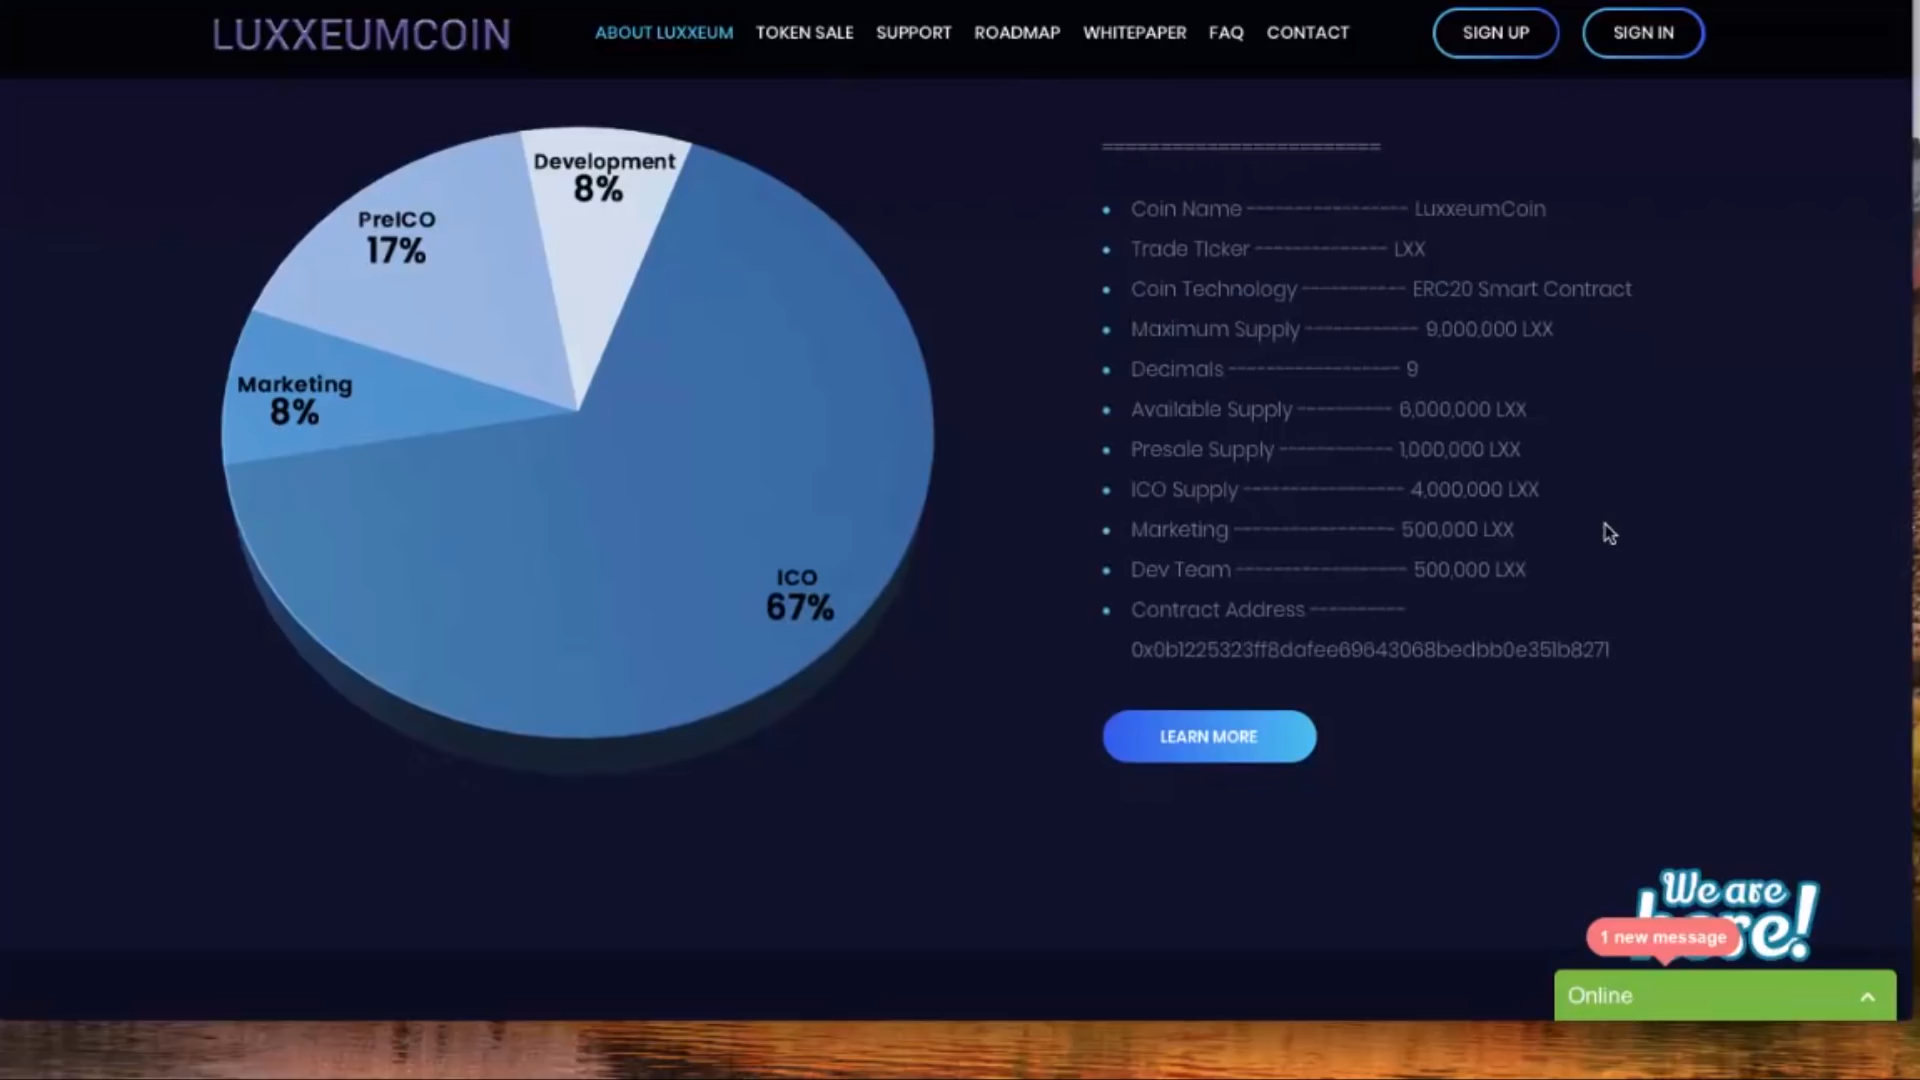 LUXXEUMCOIN
ABOUT LUXXEUM TOKEN SALE SUPPORT ROADMAP WHITEPAPER FAQ CONTACT SIGN UP SIGN IN
Development
8%
PreICO
17%
Marketing
8%
ICO
67%
========================
Coin Name ---------------- LuxxeumCoin
Trade TIcker ------------- LXX
Coin Technology ---------- ERC20 Smart Contract
Maximum Supply ----------- 9,000,000 LXX
Decimals ----------------- 9
Available Supply --------- 6,000,000 LXX
Presale Supply ----------- 1,000,000 LXX
ICO Supply ---------------- 4,000,000 LXX
Marketing ---------------- 500,000 LXX
Dev Team ----------------- 500,000 LXX
Contract Address ---------
0x0b1225323ff8dafee69643068bedbb0e351b8271
LEARN MORE
We are
here!
1 new message
Online